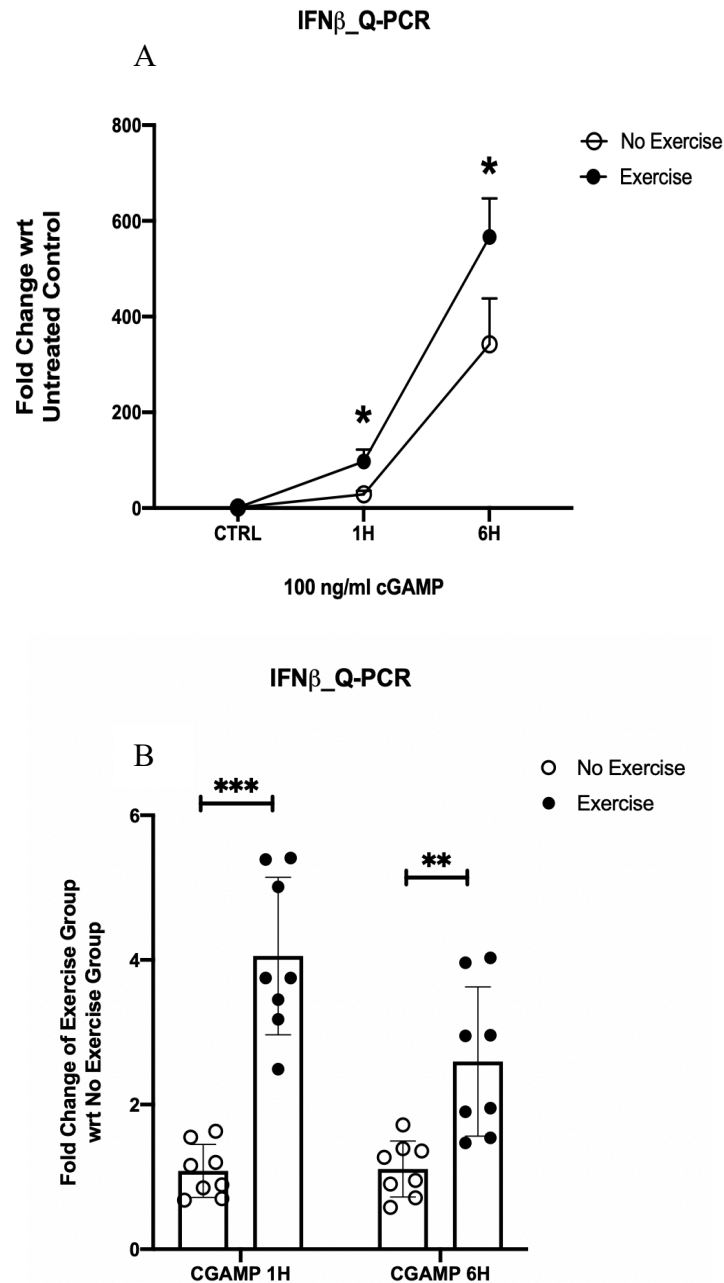 IFNβ_Q-PCR
A
800
600
400
200
0
Fold Change wrt
Untreated Control
*
*
No Exercise
Exercise
CTRL 1H 6H
100 ng/ml cGAMP
IFNβ_Q-PCR
B
No Exercise
Exercise
***
**
6
4
2
0
Fold Change of Exercise Group
wrt No Exercise Group
CGAMP 1H CGAMP 6H